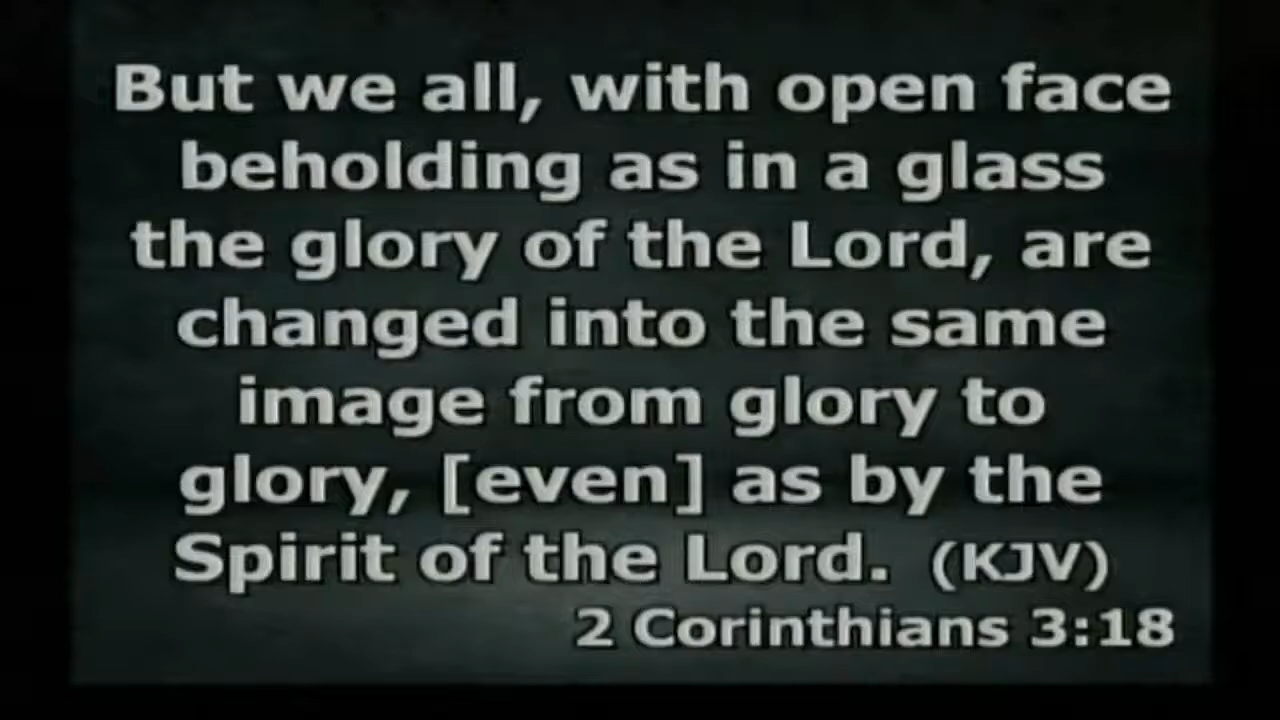 But we all, with open face
beholding as in a glass
the glory of the Lord, are
changed into the same
image from glory to
glory, [even] as by the
Spirit of the Lord. (KJV)
2 Corinthians 3:18